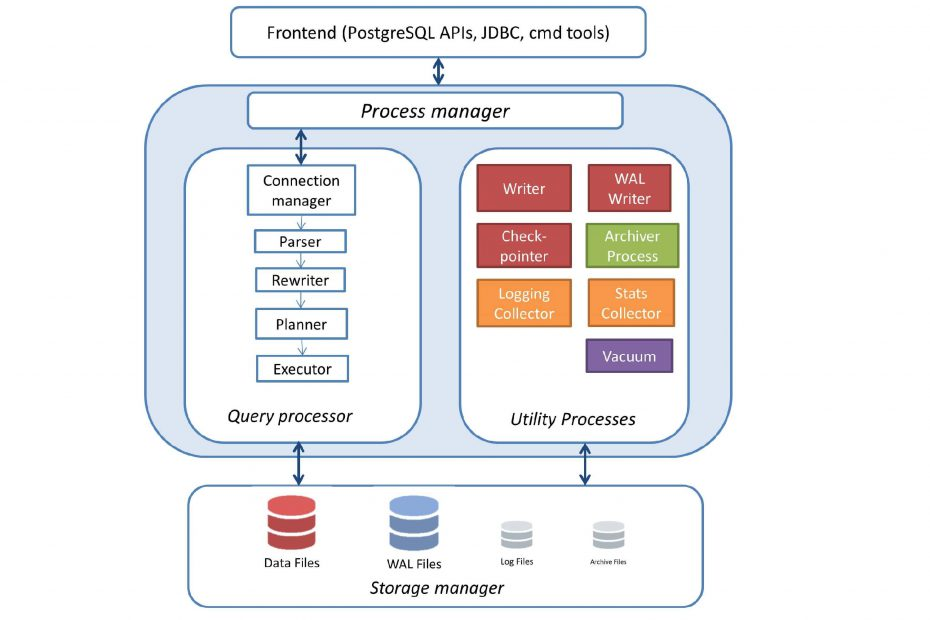 Frontend (PostgreSQL APIs, JDBC, cmd tools)
Process manager
Connection
manager
Parser
Rewriter
Planner
Executor
Query processor
Writer
WAL
Writer
Check-
pointer
Archiver
Process
Logging
Collector
Stats
Collector
Vacuum
Utility Processes
Data Files
WAL Files
Log Files
Archive Files
Storage manager